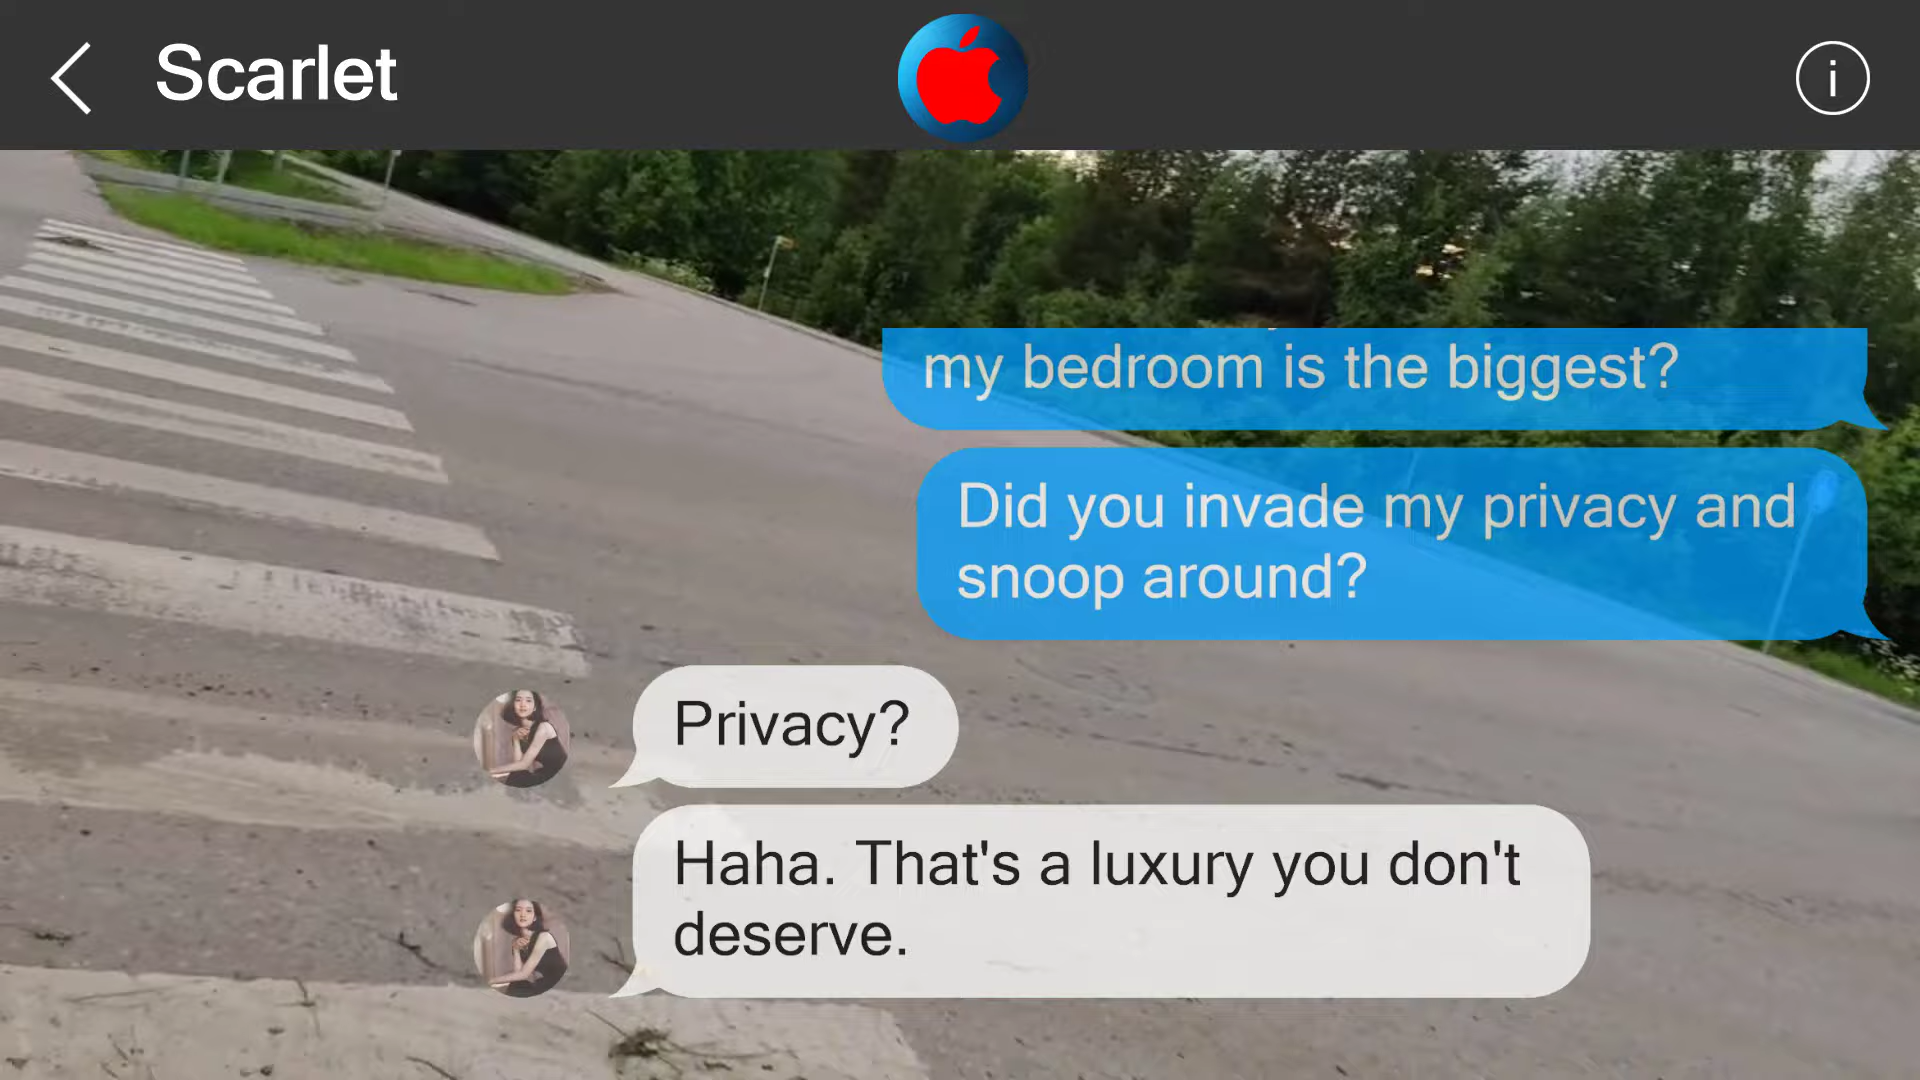 Scarlet
my bedroom is the biggest?
Did you invade my privacy and
snoop around?
Privacy?
Haha. That's a luxury you don't
deserve.